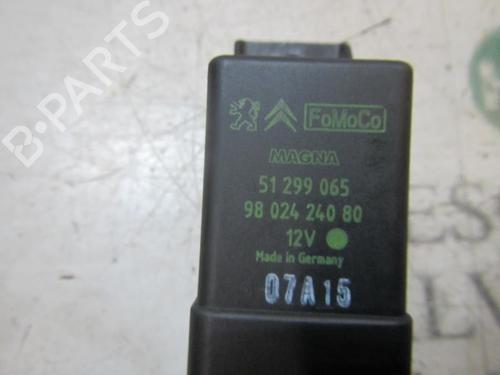 B-PARTS
FoMoCo
MAGNA
51 299 065
98 024 240 80
12V
Made in Germany
07A15